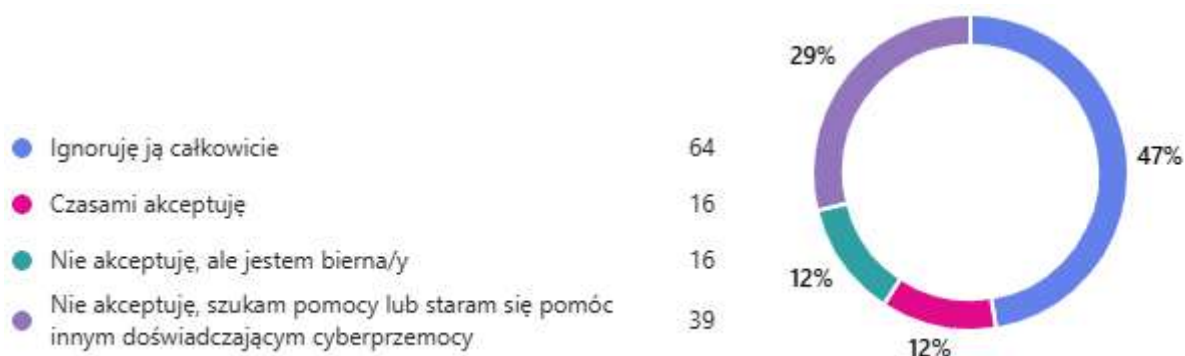 Ignoruję ją całkowicie 64
Czasami akceptuję 16
Nie akceptuję, ale jestem bierna/y 16
Nie akceptuję, szukam pomocy lub staram się pomóc
innym doświadczającym cyberprzemocy 39
29%
47%
12%
12%